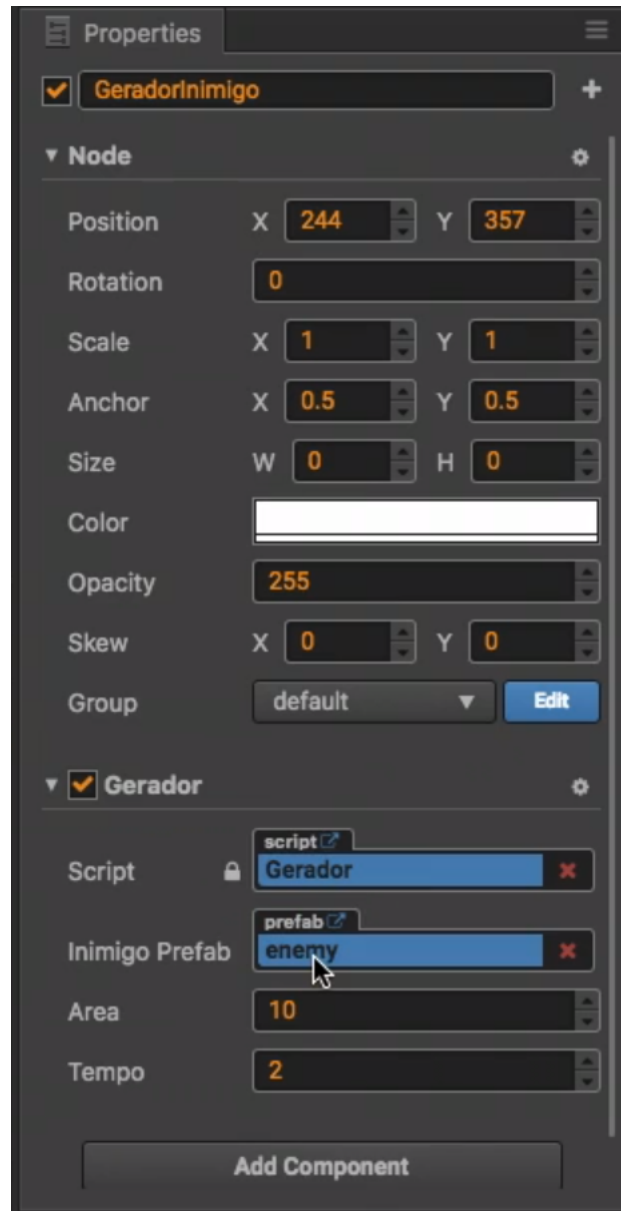 Properties
GeradorInimigo
Node
Position X 244 Y 357
Rotation 0
Scale X 1 Y 1
Anchor X 0.5 Y 0.5
Size W 0 H 0
Color
Opacity 255
Skew X 0 Y 0
Group default Edit
Gerador
script
Script Gerador
prefab
Inimigo Prefab enemy
Area 10
Tempo 2
Add Component